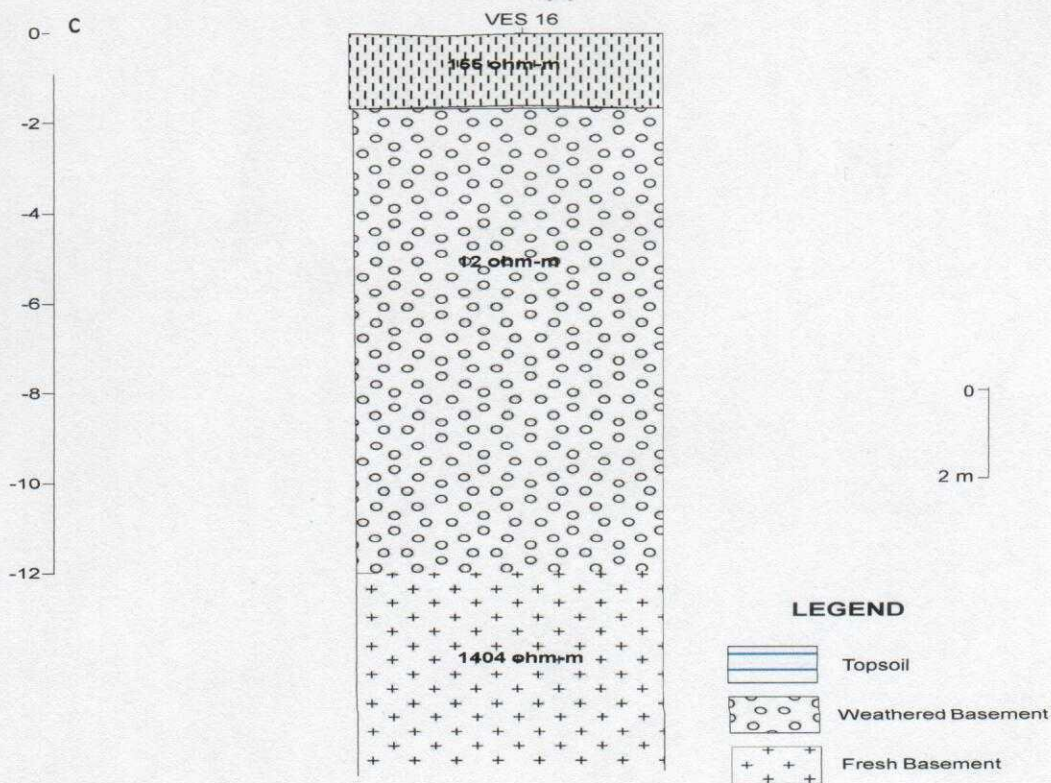 VES 16
0-
C
155 ohm-m
-2
-4
12 ohm-m
-6
-8
0
-10
2 m
-12
LEGEND
1404 ohm-m
Topsoil
Weathered Basement
Fresh Basement